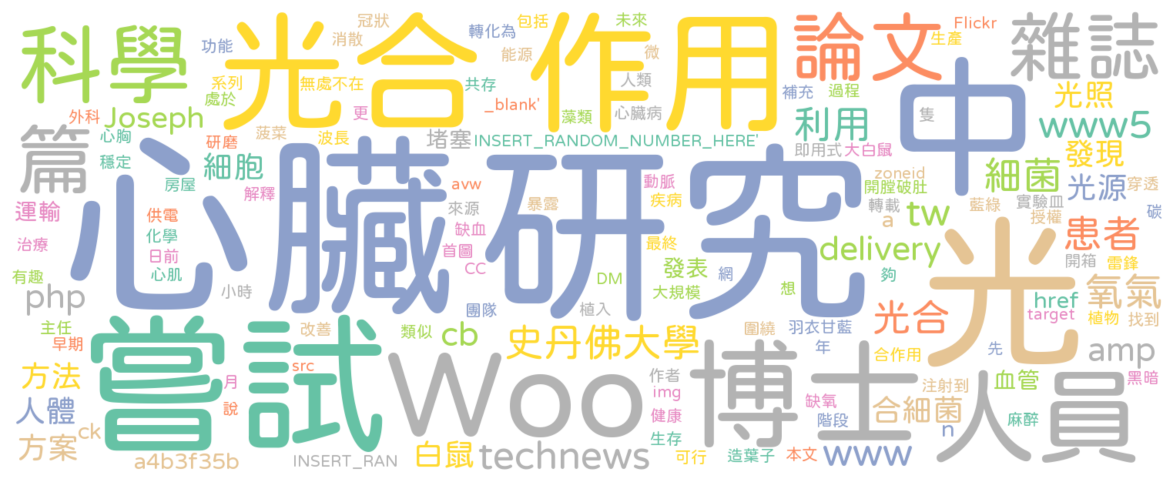 科學
功能
光合作用
冠狀
消散
轉化為
包括
未來
微
論文
Flickr
生產
雜誌
系列
處於
無處不在
能源
共存
人類
_blank'
補充
過程
光照
外科
Joseph
更
藻類
心臟病
利用
隻
中
www5
心胸
研磨
菠菜
波長
堵塞
INSERT_RANDOM_NUMBER_HERE'
即用式
大白鼠
發現
篇
穩定
細胞
房屋
解釋
avw
動脈
zoneid
開膛破肚
細菌
光源
穿透
運輸
供電
心臟
研究
來源
暴露
疾病
轉載
a
tw
實驗血
藍綠
授權
碳
治療
化學
日前
缺血
首圖
最終
delivery
患者
開箱
雷鋒
有趣
心肌
小時
CC
DM
發表
大規模
網
想
夠
光
氧氣
php
團隊
植入
href
target
植物
找到
主任
早期
嘗試
改善
類似
cb
史丹佛大學
圍繞
羽衣甘藍
年
光合
先
amp
方法
月
src
Woo
作者
img
博士
合作用
人員
血管
黑暗
人體
說
健康
缺氧
階段
注射到
合細菌
n
麻醉
方案
ck
a4b3f35b
INSERT_RAN
白鼠
technews
生存
可行
造葉子
本文
www